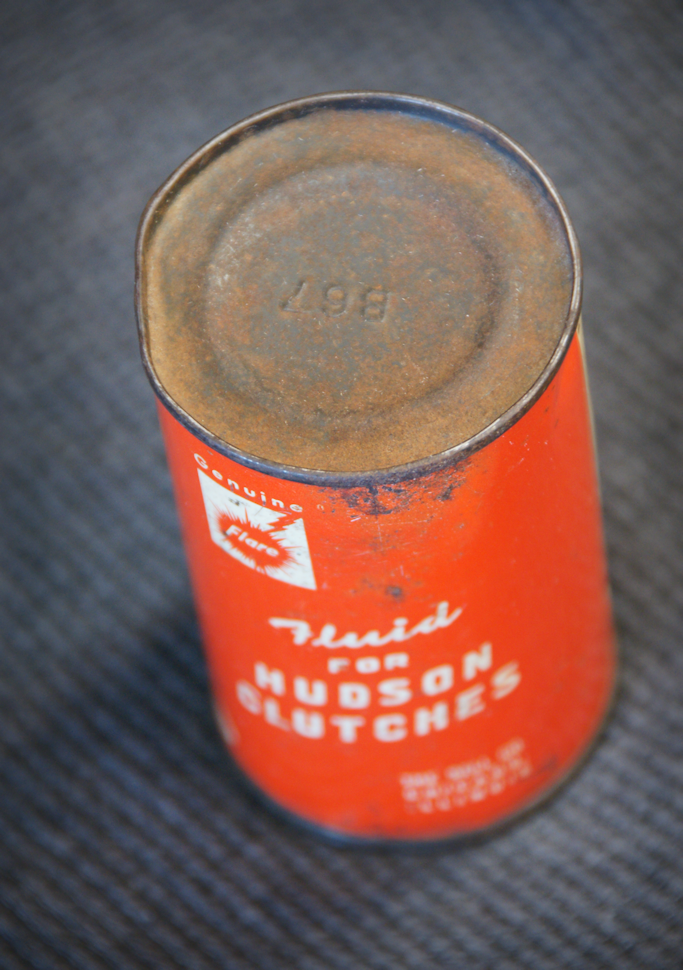 B67
Genuine
Flare
Fluid
FOR
HUDSON
CLUTCHES